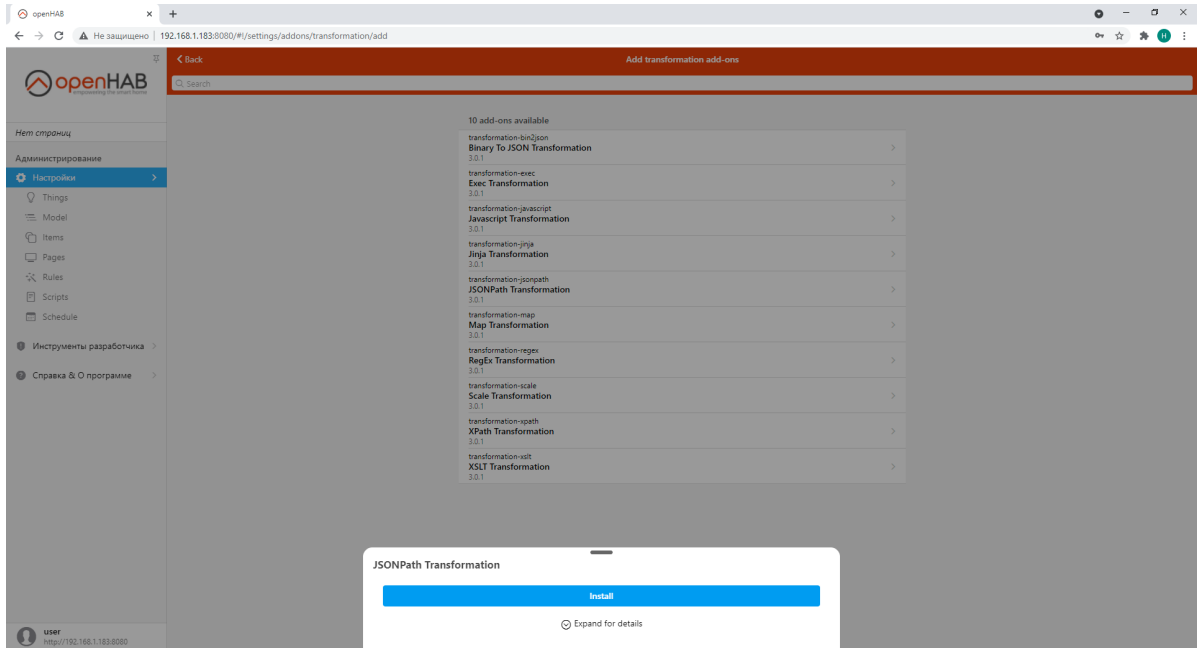 openHAB
Не защищено
192.168.1.183:8080/#!/settings/addons/transformation/add
H
openHAB
empowering the smart home
Back
Add transformation add-ons
Search
Нет страниц
Администрирование
Настройки
Things
Model
Items
Pages
Rules
Scripts
Schedule
Инструменты разработчика
Справка & О программе
user
http://192.168.1.183:8080
10 add-ons available
transformation-bin2json
Binary To JSON Transformation
3.0.1
transformation-exec
Exec Transformation
3.0.1
transformation-javascript
Javascript Transformation
3.0.1
transformation-jinja
Jinja Transformation
3.0.1
transformation-jsonpath
JSONPath Transformation
3.0.1
transformation-map
Map Transformation
3.0.1
transformation-regex
RegEx Transformation
3.0.1
transformation-scale
Scale Transformation
3.0.1
transformation-xpath
XPath Transformation
3.0.1
transformation-xslt
XSLT Transformation
3.0.1
JSONPath Transformation
Install
Expand for details